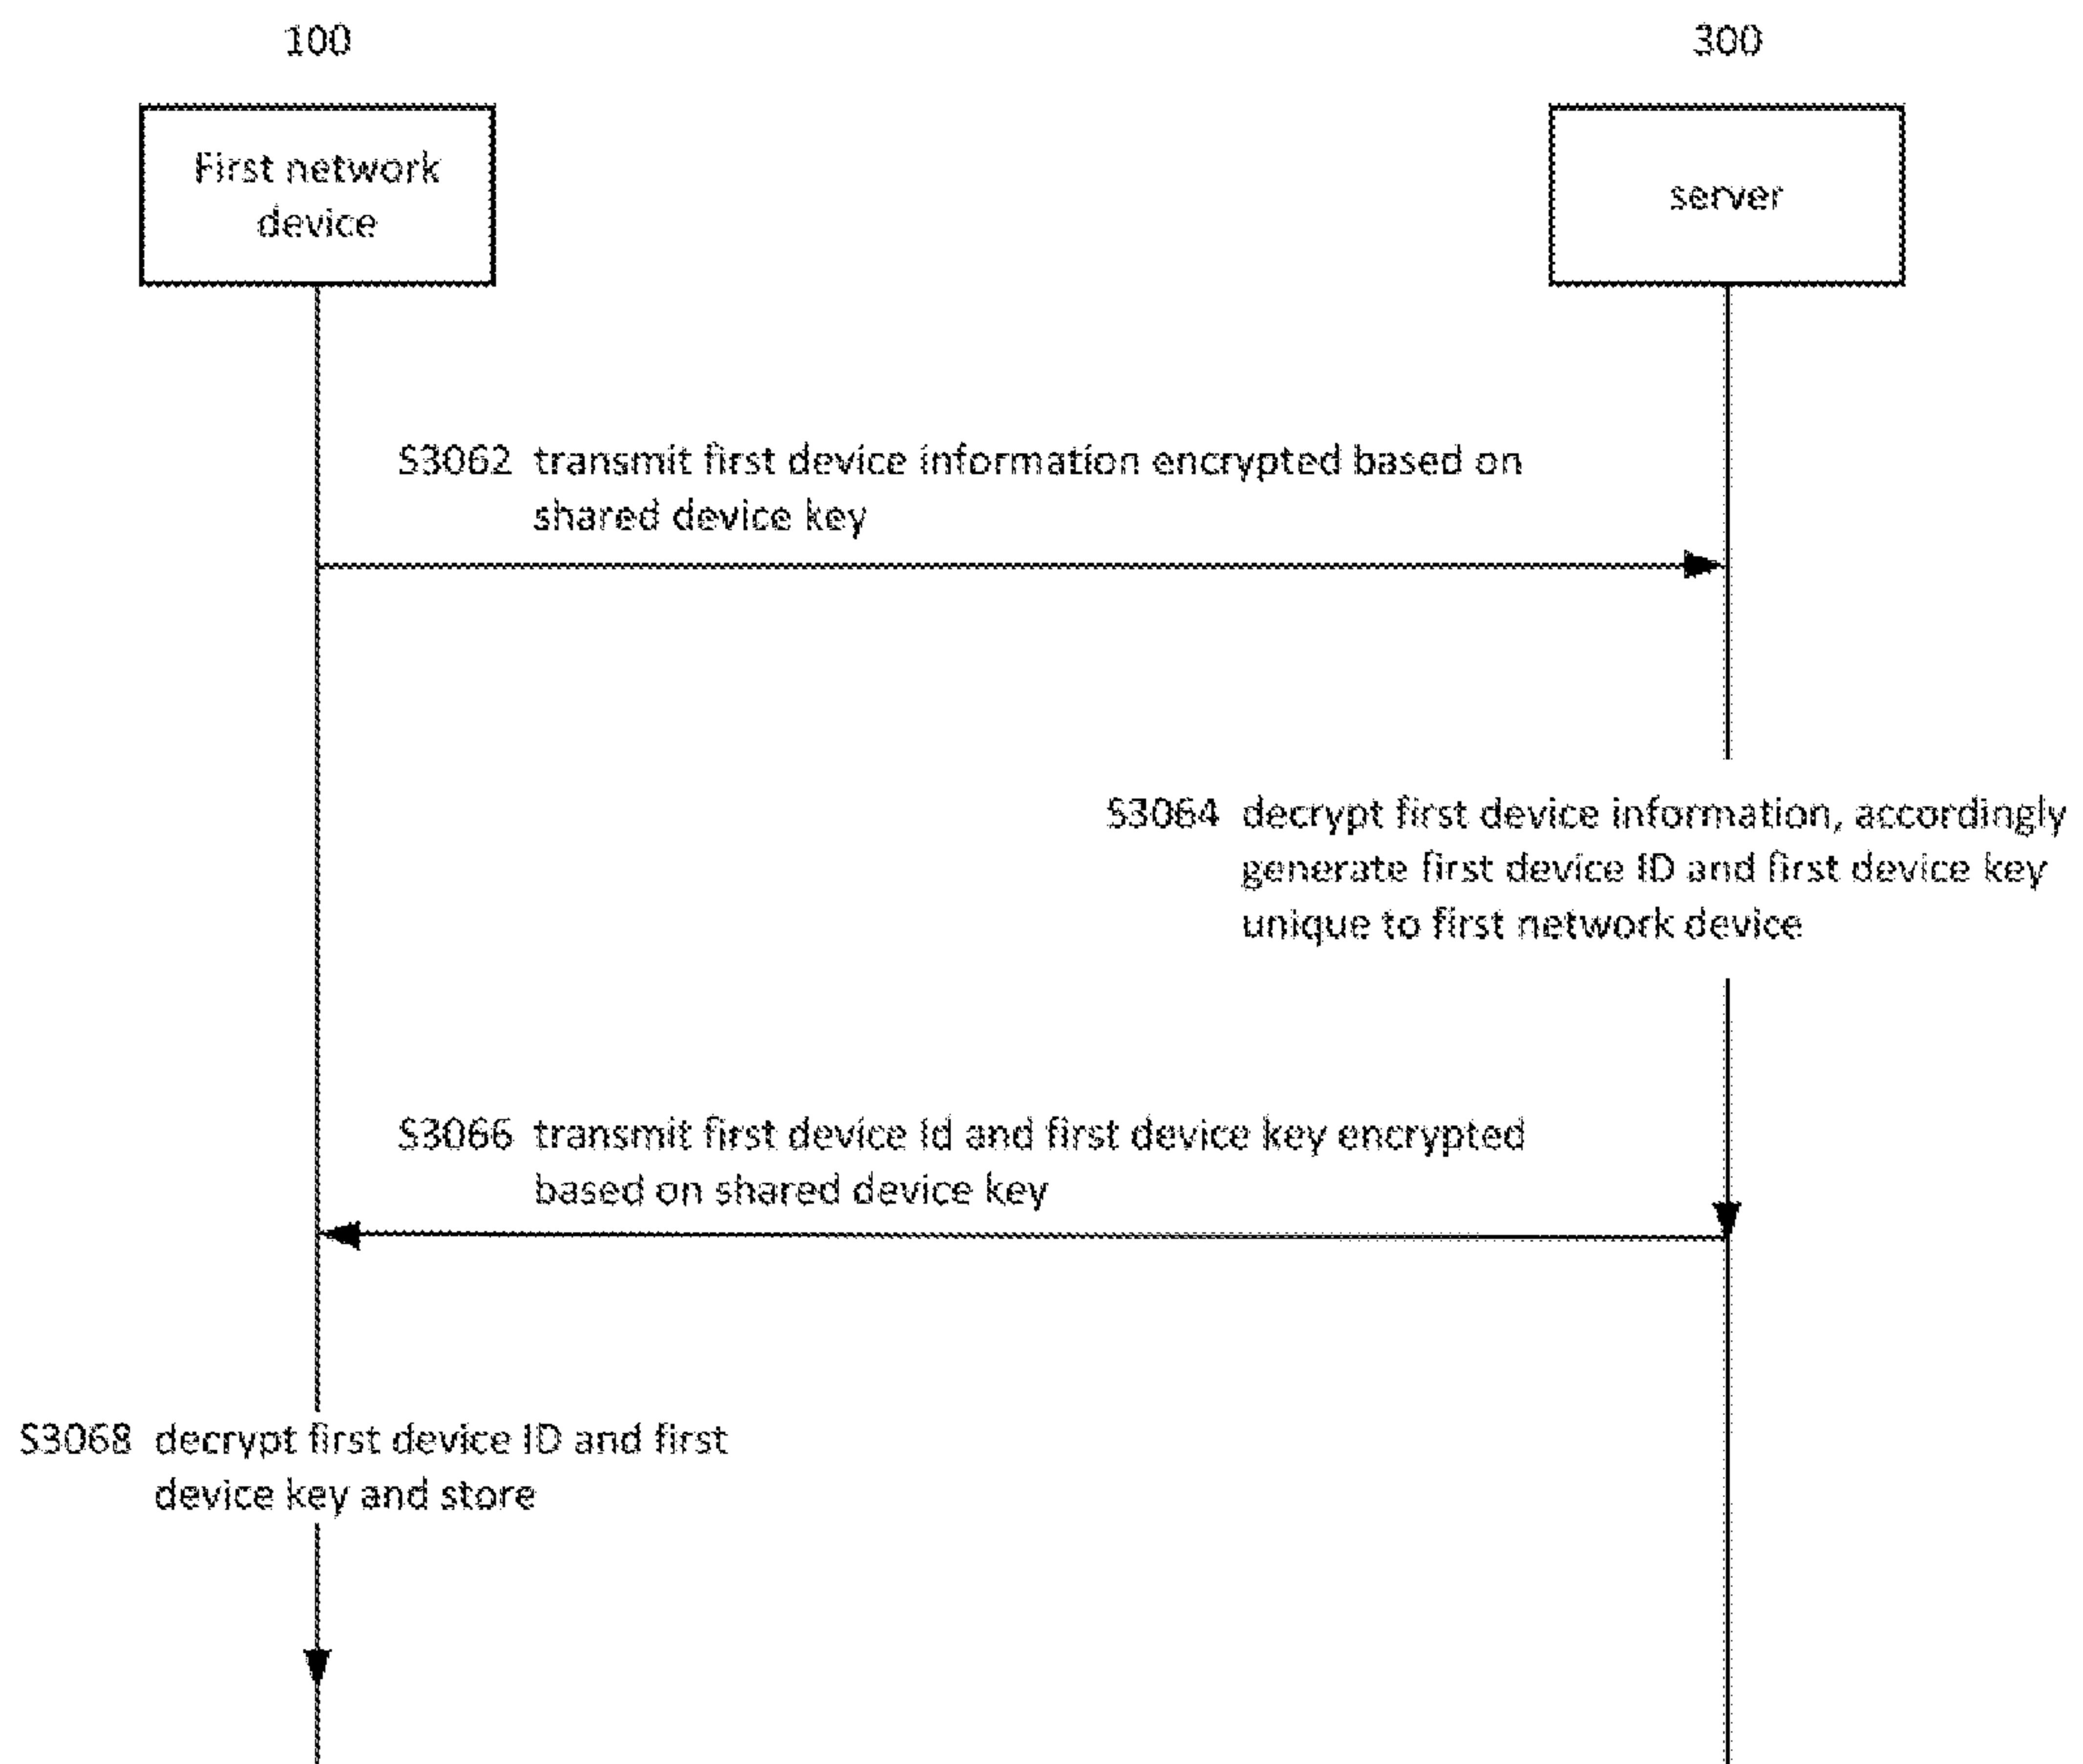 100
300
First network
device
server
S3062 transmit first device information encrypted based on
shared device key
S3064 decrypt first device information, accordingly
generate first device ID and first device key
unique to first network device
S3066 transmit first device Id and first device key encrypted
based on shared device key
S3068 decrypt first device ID and first
device key and store